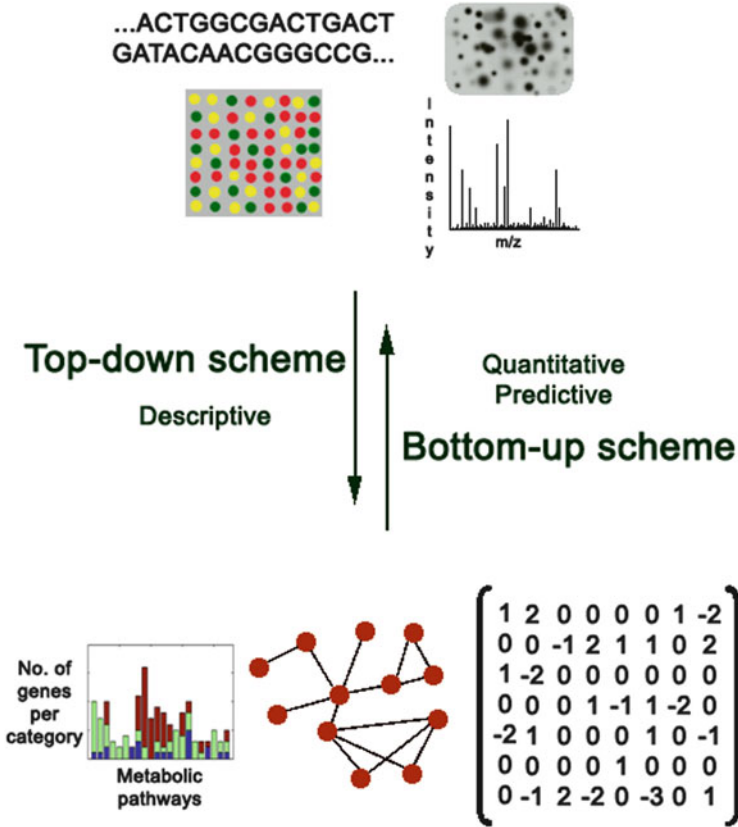 ...ACTGGCGACTGACT
GATACAACGGGCCG...
Intensity
m/z
Top-down scheme
Descriptive
Quantitative
Predictive
Bottom-up scheme
No. of
genes
per
category
Metabolic
pathways
1 2 0 0 0 0 1 -2
0 0 -1 2 1 1 0 2
1 -2 0 0 0 0 0 0
0 0 0 1 -1 1 -2 0
-2 1 0 0 0 1 0 -1
0 0 0 0 1 0 0 0
0 -1 2 -2 0 -3 0 1